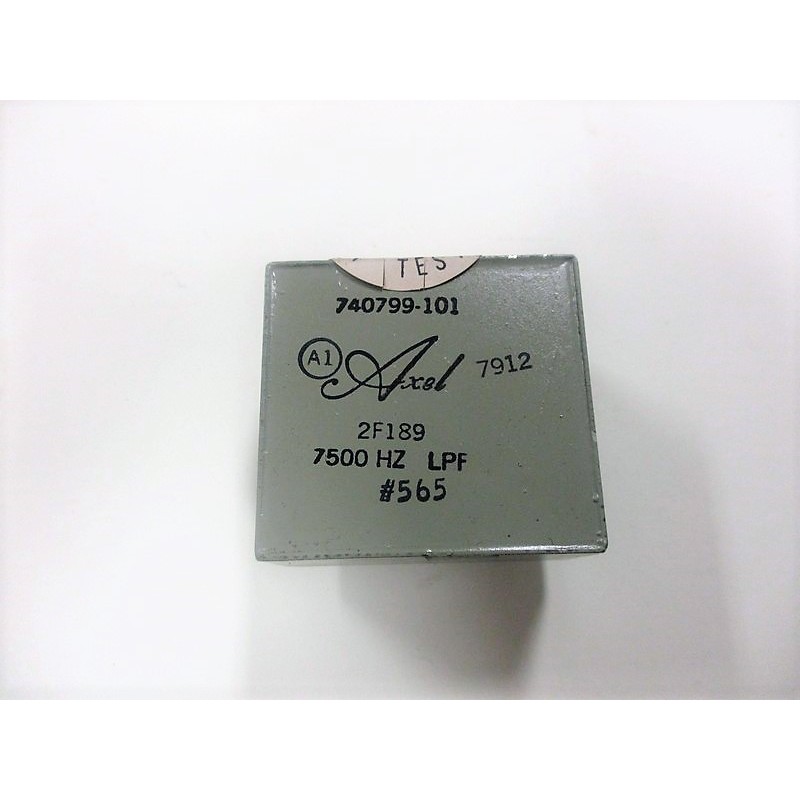 TES
740799-101
A1 Axel 7912
2F189
7500 HZ LPF
#565